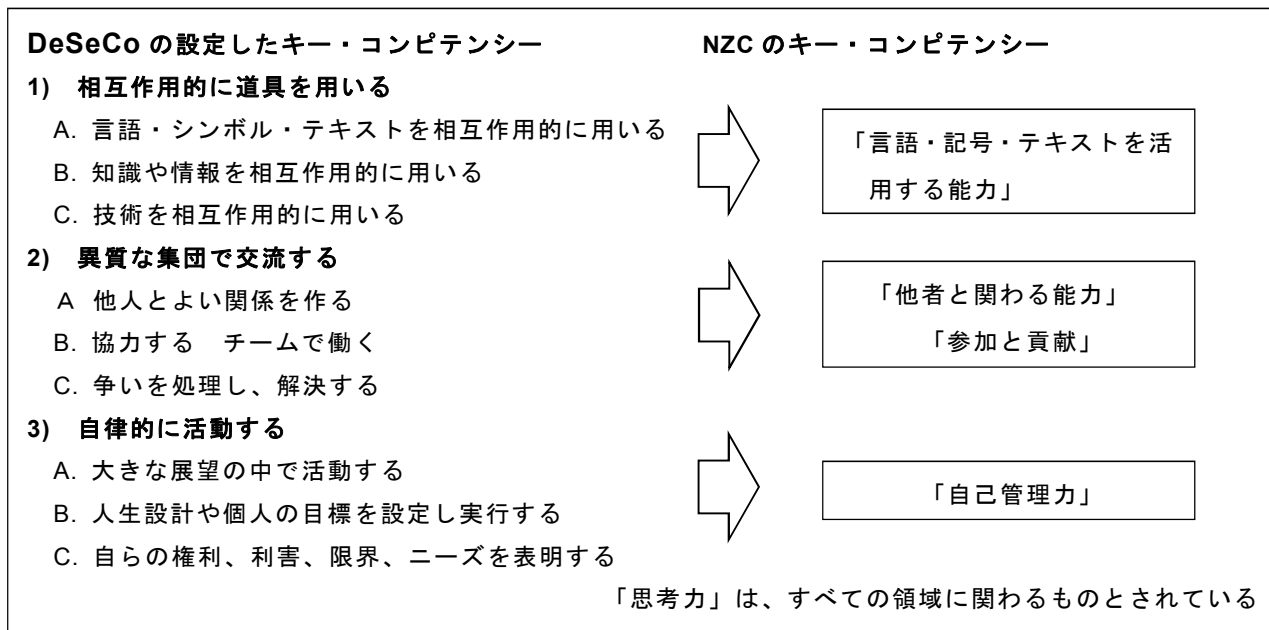 DeSeCo の設定したキー・コンピテンシー
NZC のキー・コンピテンシー
1) 相互作用的に道具を用いる
A. 言語・シンボル・テキストを相互作用的に用いる
B. 知識や情報を相互作用的に用いる
C. 技術を相互作用的に用いる
「言語・記号・テキストを活
用する能力」
2) 異質な集団で交流する
A 他人とよい関係を作る
B. 協力する チームで働く
C. 争いを処理し、解決する
「他者と関わる能力」
「参加と貢献」
3) 自律的に活動する
A. 大きな展望の中で活動する
B. 人生設計や個人の目標を設定し実行する
C. 自らの権利、利害、限界、ニーズを表明する
「自己管理力」
「思考力」は、すべての領域に関わるものとされている